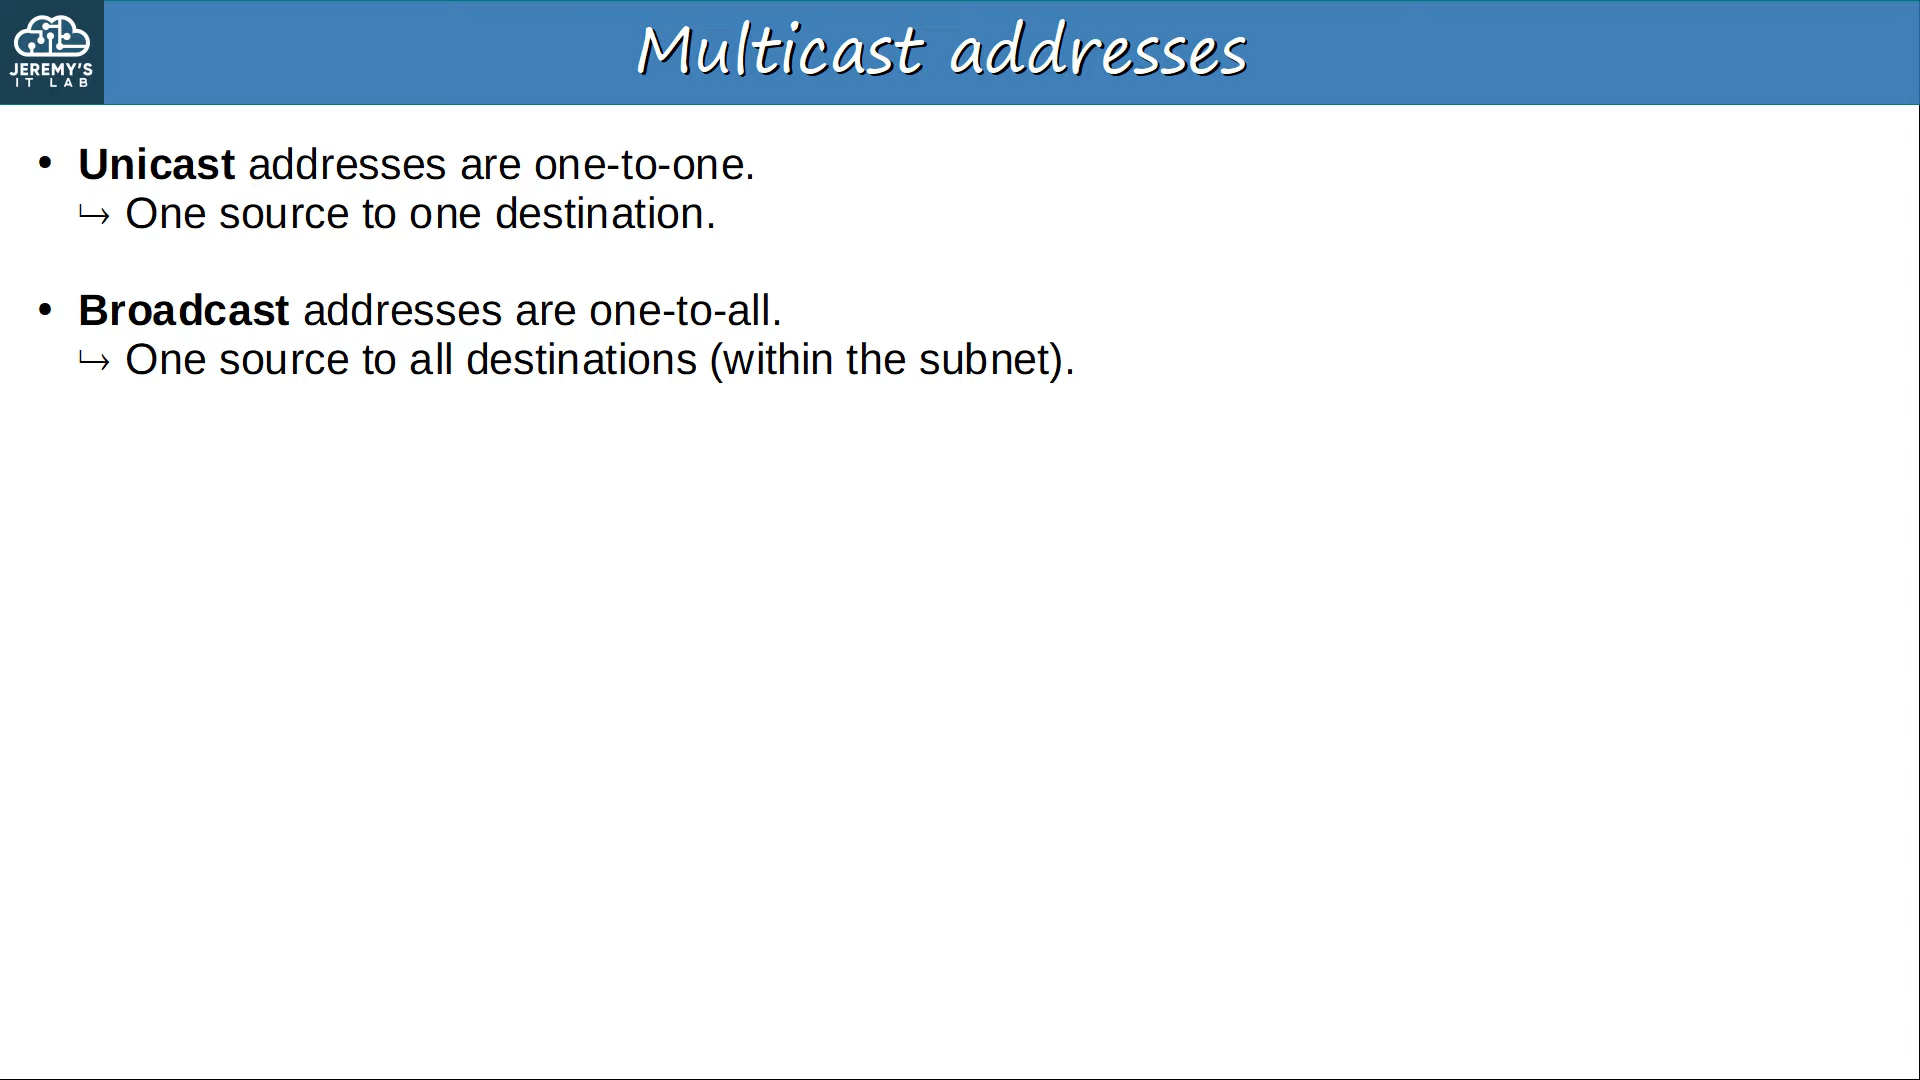 JEREMY'S
IT LAB
Multicast addresses
• Unicast addresses are one-to-one.
↪ One source to one destination.
• Broadcast addresses are one-to-all.
↪ One source to all destinations (within the subnet).